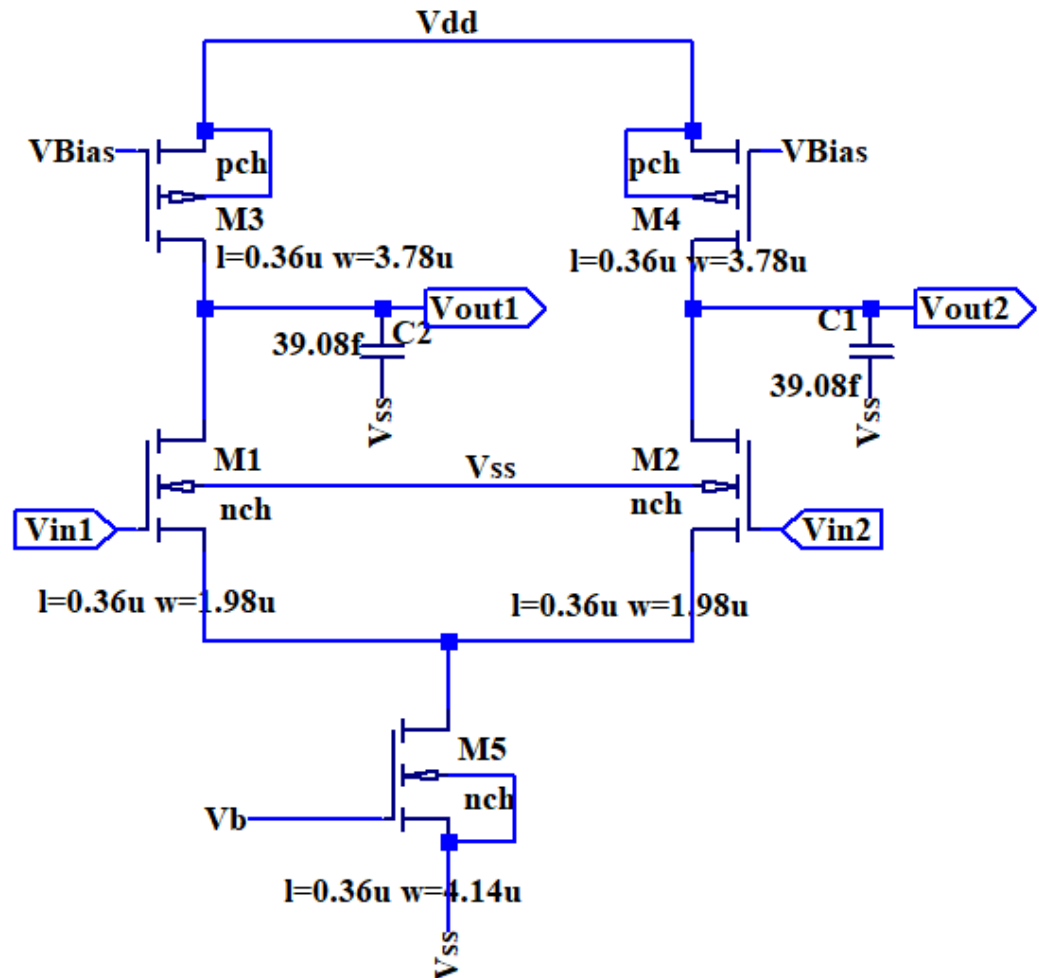 Vdd
VBias
pch
pch
VBias
M3
M4
l=0.36u w=3.78u
l=0.36u w=3.78u
Vout1
Vout2
C2
C1
39.08f
39.08f
Vss
Vss
M1
Vss
M2
nch
nch
Vin1
Vin2
l=0.36u w=1.98u
l=0.36u w=1.98u
M5
nch
Vb
l=0.36u w=4.14u
Vss